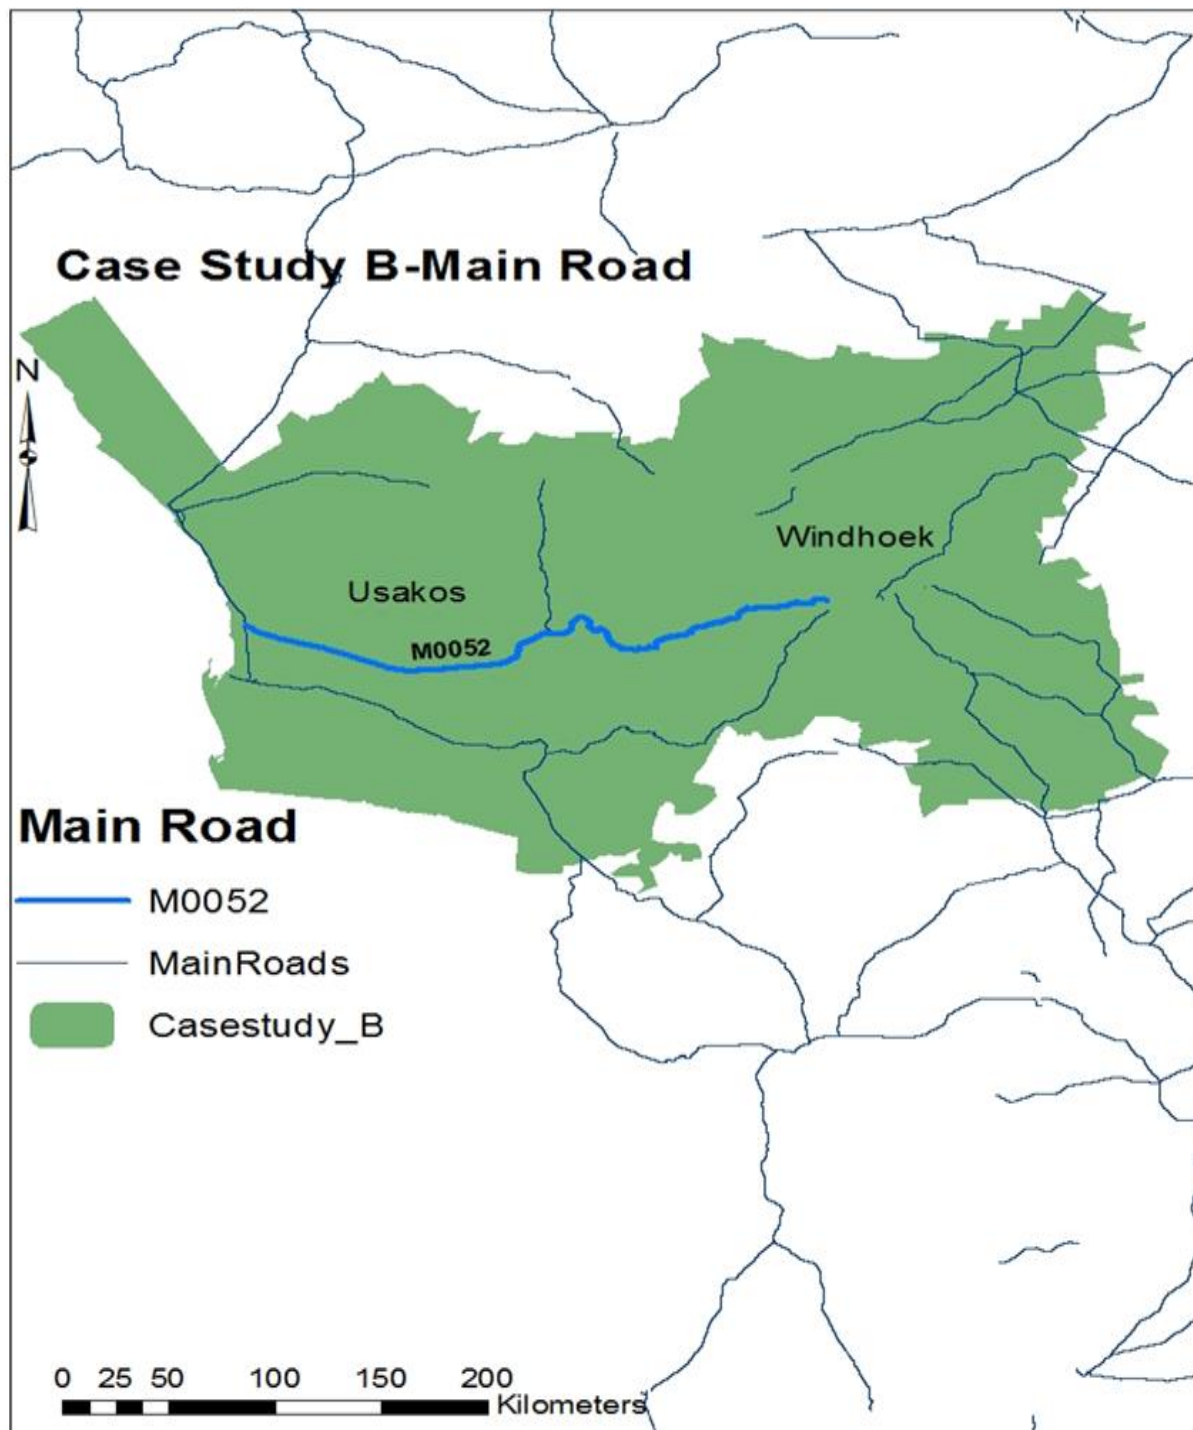 Case Study B-Main Road
N
Windhoek
Usakos
M0052
Main Road
M0052
MainRoads
Casestudy_B
0 25 50 100 150 200
Kilometers